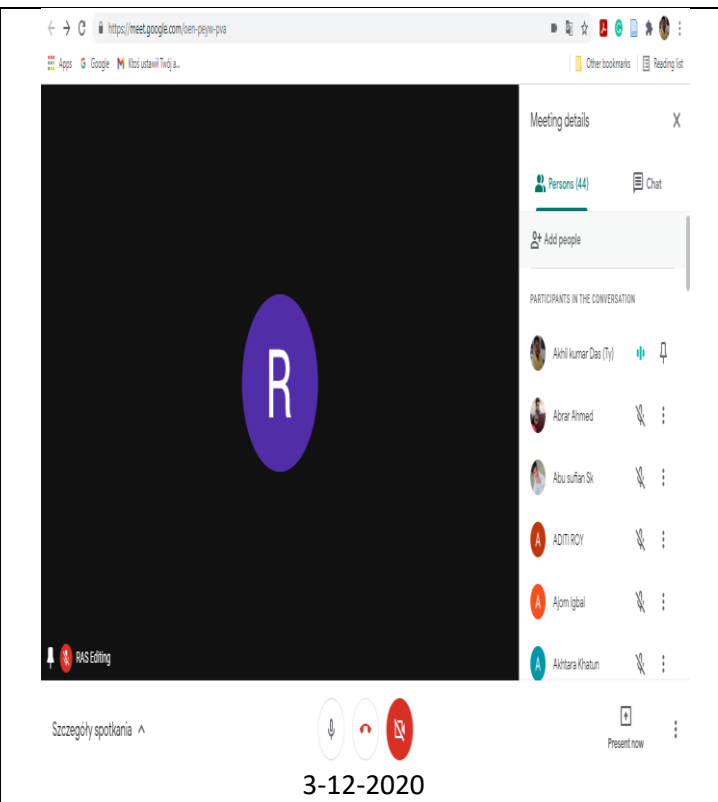 https://meet.google.com/oen-peyw-pva
Apps Google Ktoś ustawił Twój a... Other bookmarks Reading list
Meeting details X
Persons (44) Chat
Add people
PARTICIPANTS IN THE CONVERSATION
Akhil kumar Das (Ty)
R
Abrar Ahmed
Abu suffian Sk
A ADITI ROY
A Ajom iqbal
RAS Editing
A Akhtara Khatun
Szczegóły spotkania
Present now
3-12-2020